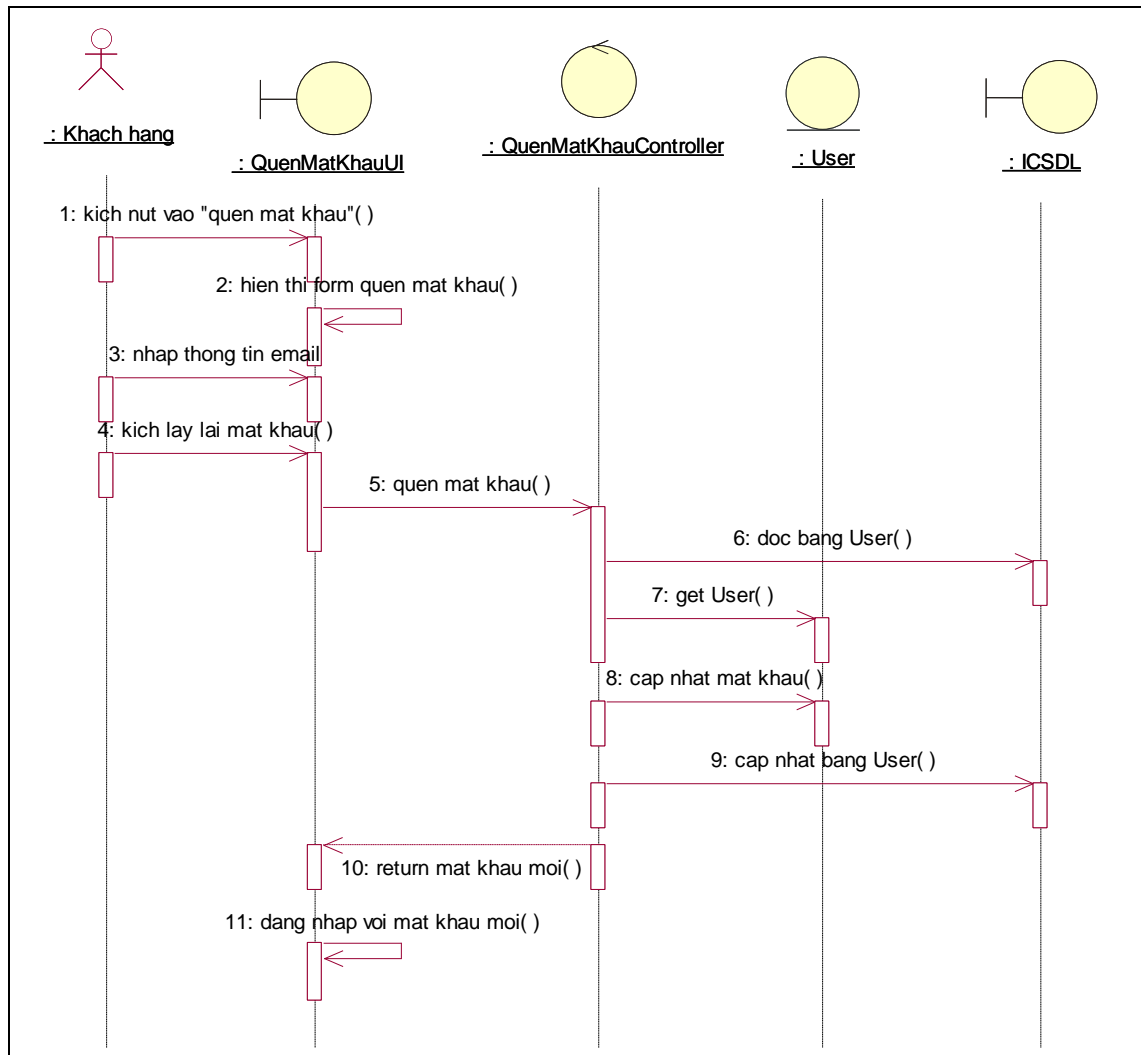 : Khach hang
: QuenMatKhauUI
: QuenMatKhauController
: User
: ICSDL
1: kich nut vao "quen mat khau"( )
2: hien thi form quen mat khau( )
3: nhap thong tin email
4: kich lay lai mat khau( )
5: quen mat khau( )
6: doc bang User( )
7: get User( )
8: cap nhat mat khau( )
9: cap nhat bang User( )
10: return mat khau moi( )
11: dang nhap voi mat khau moi( )